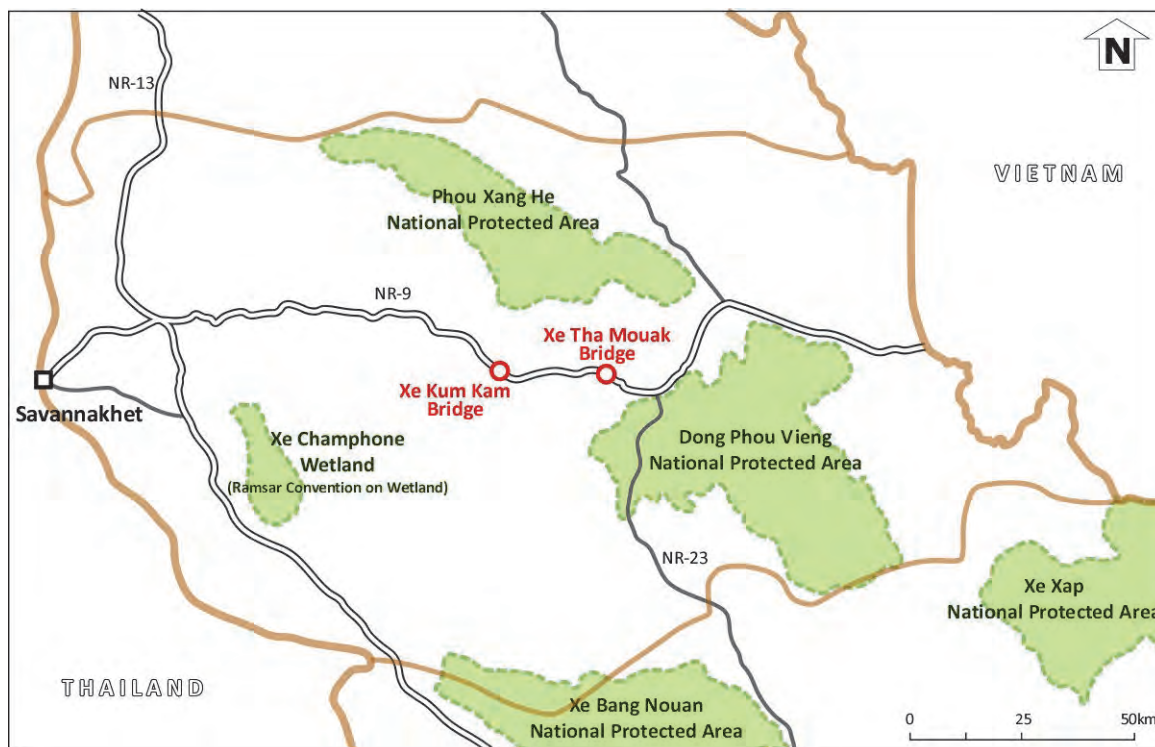 N
NR-13
VIETNAM
Phou Xang He
National Protected Area
NR-9
Xe Tha Mouak
Bridge
Xe Kum Kam
Bridge
Savannakhet
Xe Champhone
Wetland
(Ramsar Convention on Wetland)
Dong Phou Vieng
National Protected Area
NR-23
Xe Xap
National Protected Area
THAILAND
Xe Bang Nouan
National Protected Area
0 25 50km